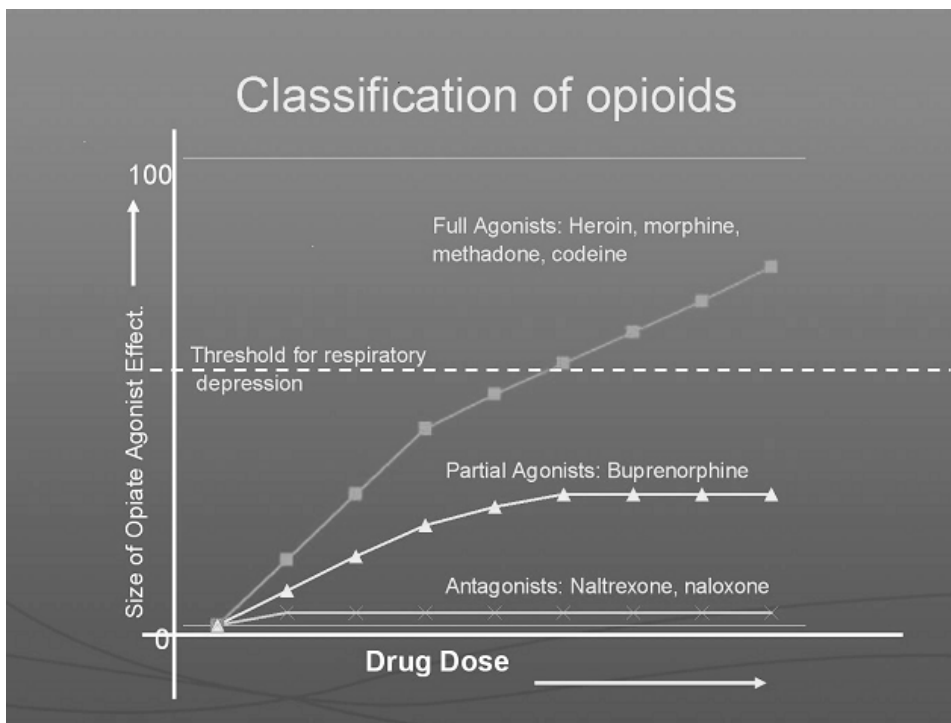 Classification of opioids
100
Full Agonists: Heroin, morphine,
methadone, codeine
Size of Opiate Agonist Effect.
Threshold for respiratory
depression
Partial Agonists: Buprenorphine
Antagonists: Naltrexone, naloxone
0
Drug Dose